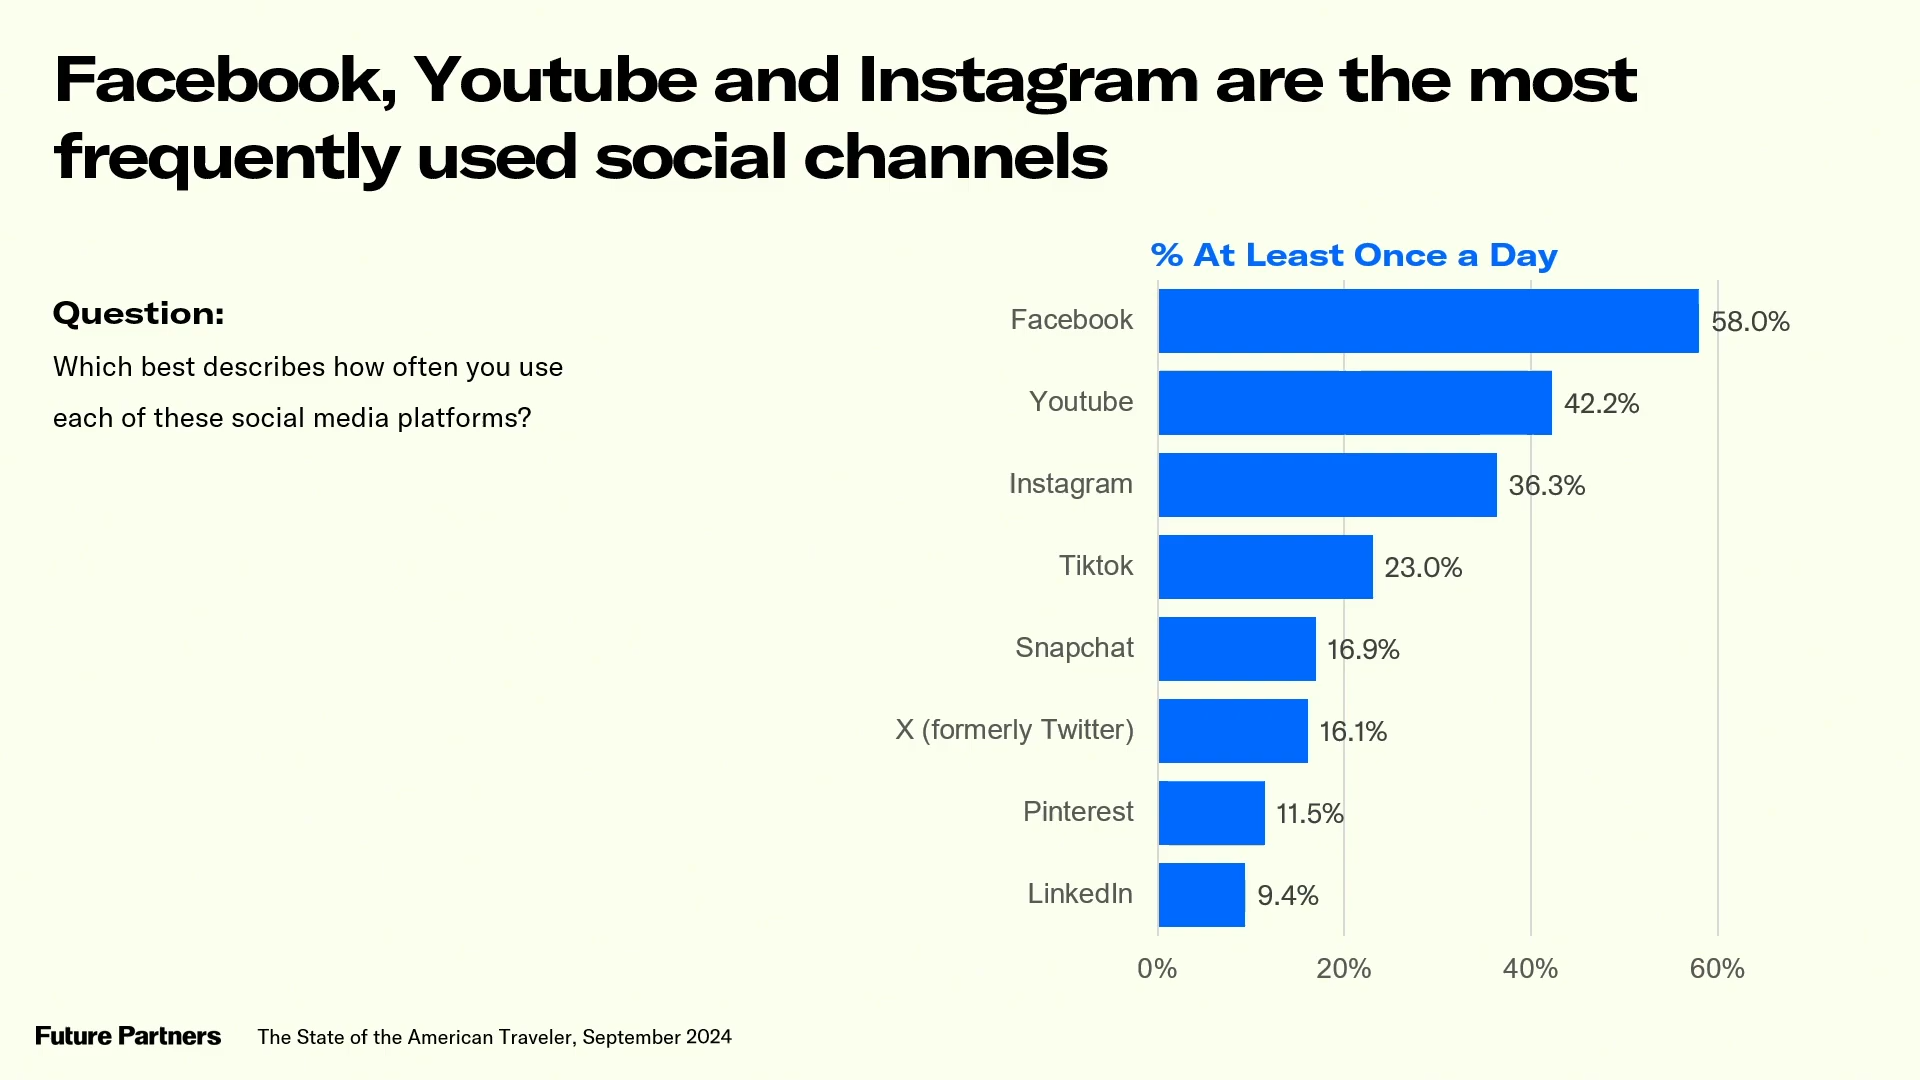 Facebook, Youtube and Instagram are the most
frequently used social channels
Question:
Which best describes how often you use
each of these social media platforms?
% At Least Once a Day
Facebook 58.0%
Youtube 42.2%
Instagram 36.3%
Tiktok 23.0%
Snapchat 16.9%
X (formerly Twitter) 16.1%
Pinterest 11.5%
LinkedIn 9.4%
0% 20% 40% 60%
Future Partners The State of the American Traveler, September 2024